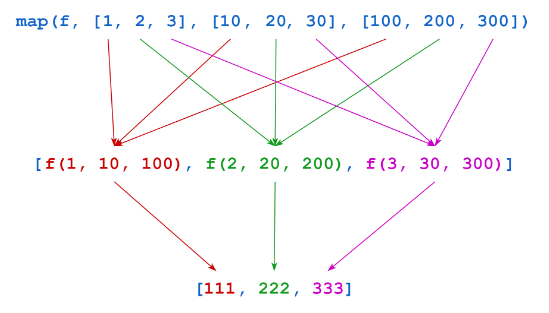 map(f, [1, 2, 3], [10, 20, 30], [100, 200, 300])
[f(1, 10, 100), f(2, 20, 200), f(3, 30, 300)]
[111, 222, 333]